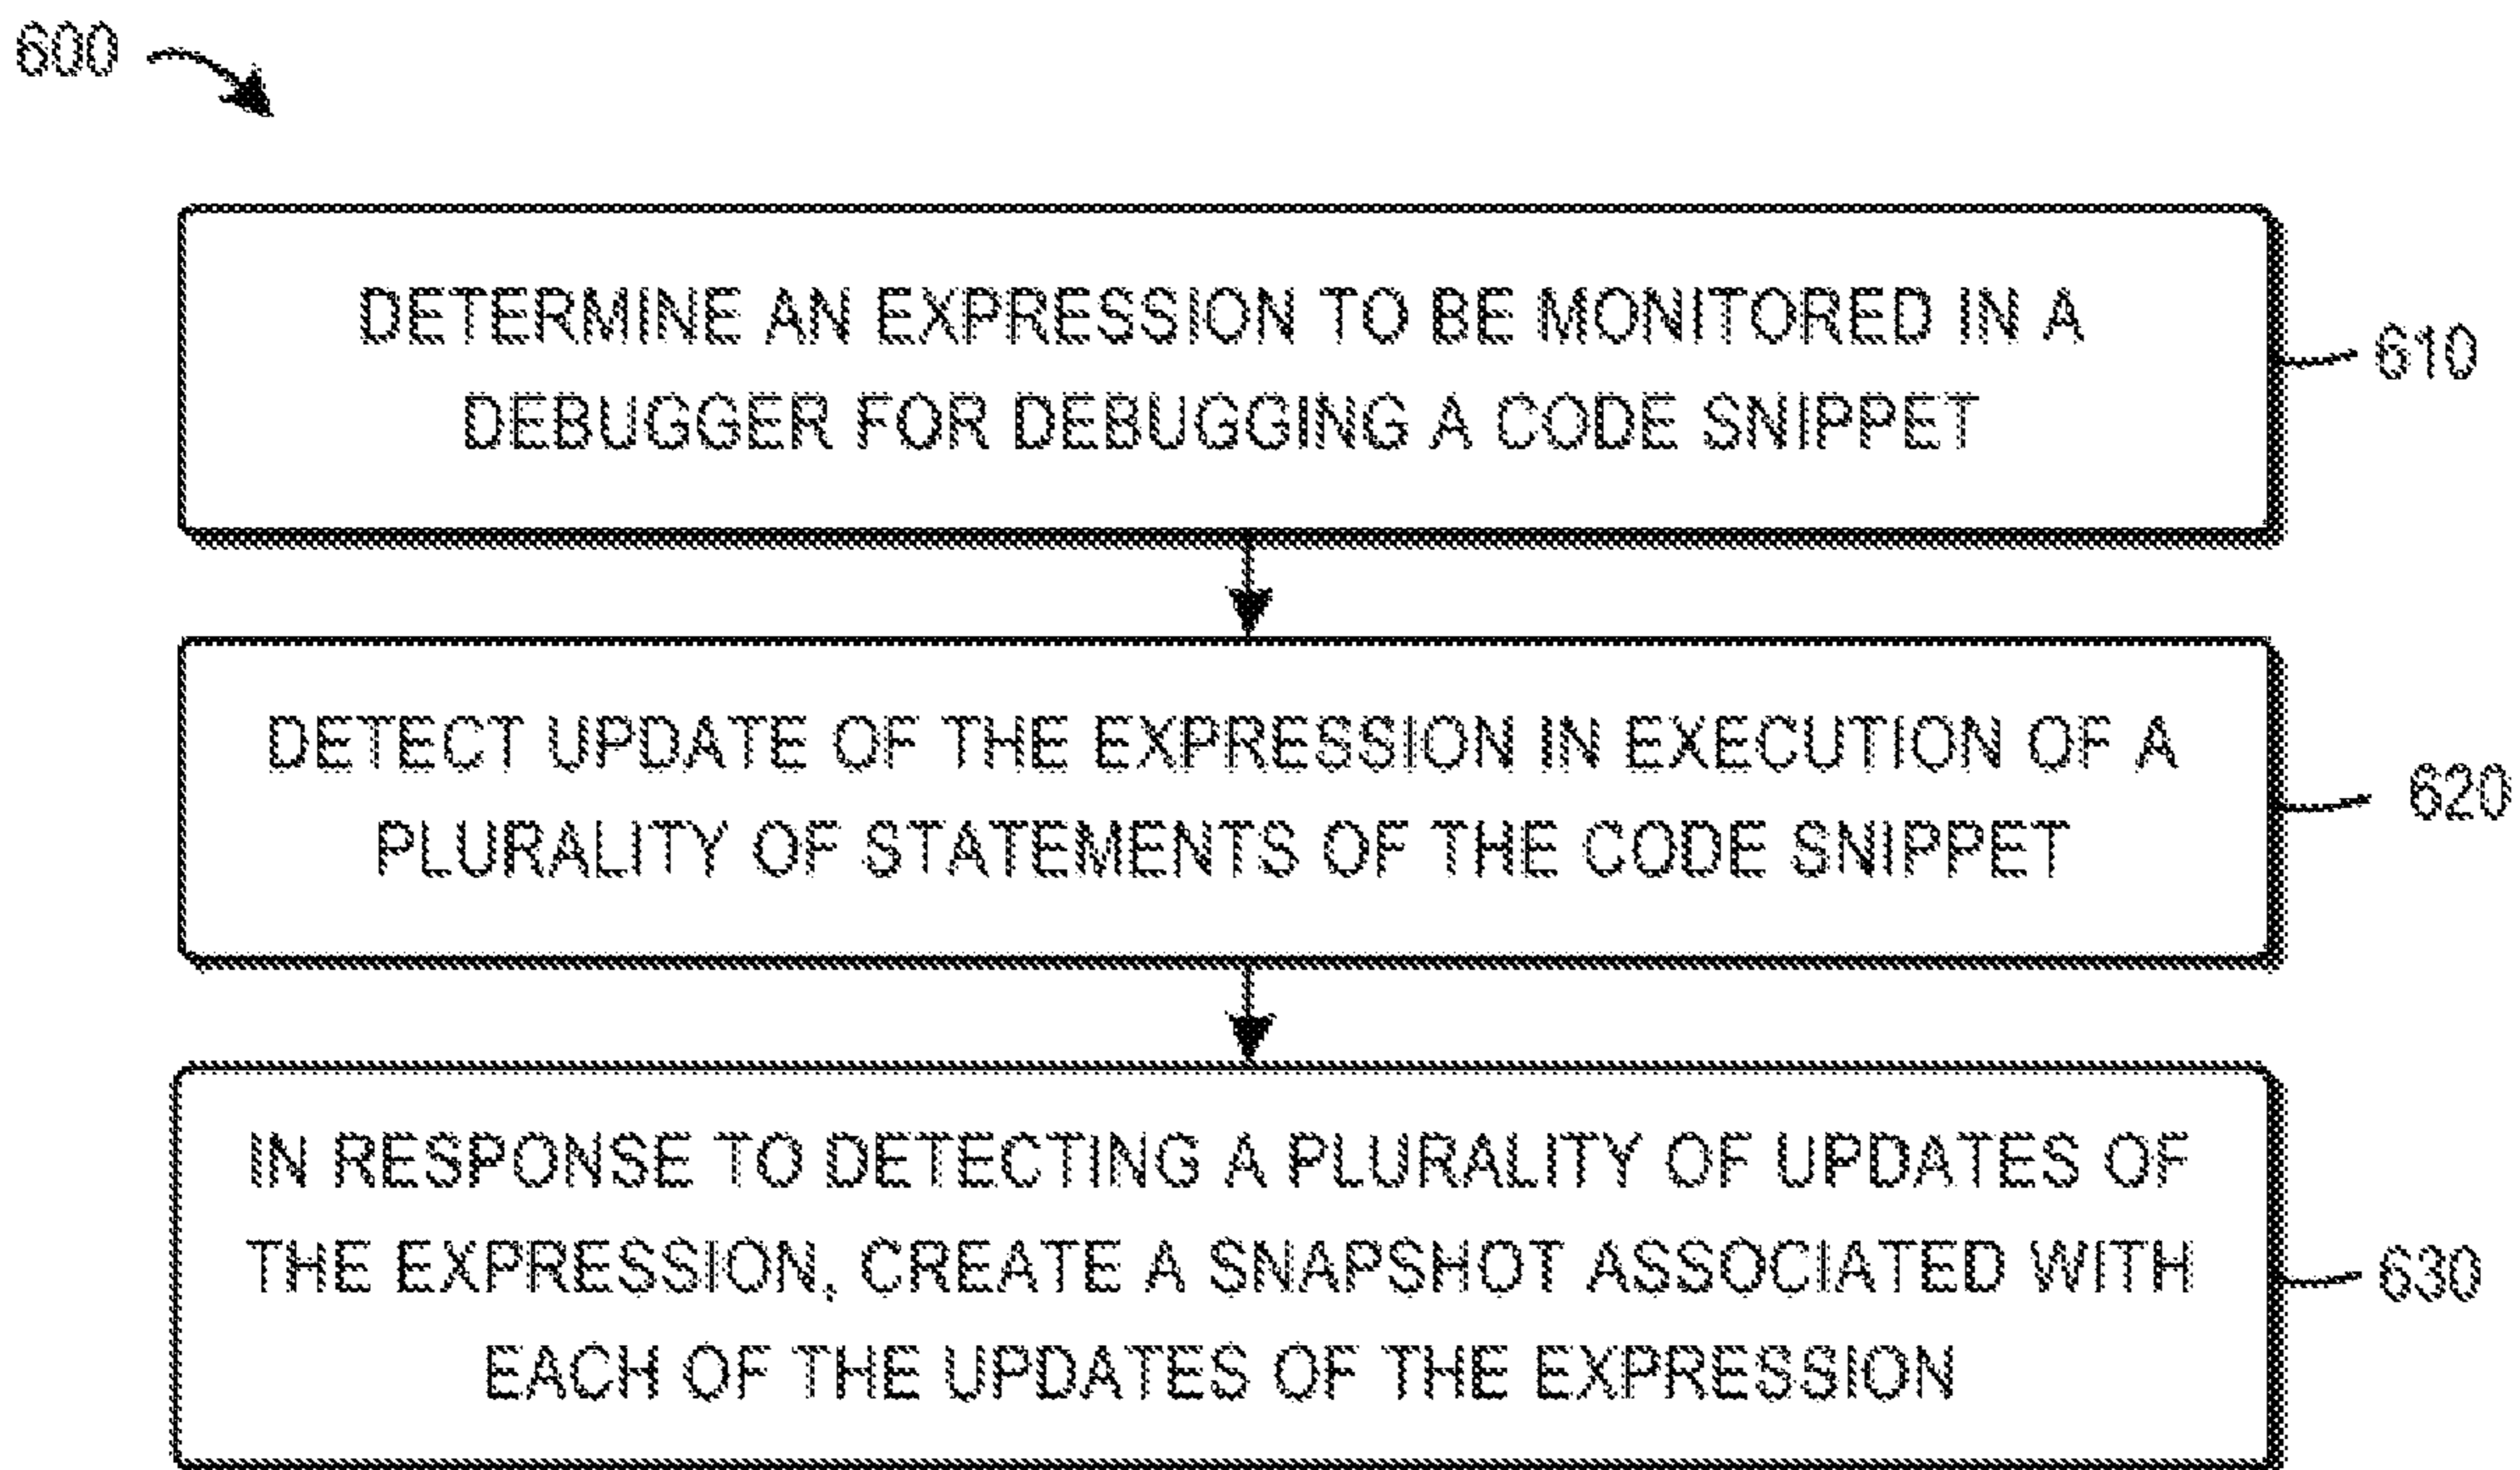 600
DETERMINE AN EXPRESSION TO BE MONITORED IN A
DEBUGGER FOR DEBUGGING A CODE SNIPPET
610
DETECT UPDATE OF THE EXPRESSION IN EXECUTION OF A
PLURALITY OF STATEMENTS OF THE CODE SNIPPET
620
IN RESPONSE TO DETECTING A PLURALITY OF UPDATES OF
THE EXPRESSION, CREATE A SNAPSHOT ASSOCIATED WITH
EACH OF THE UPDATES OF THE EXPRESSION
630